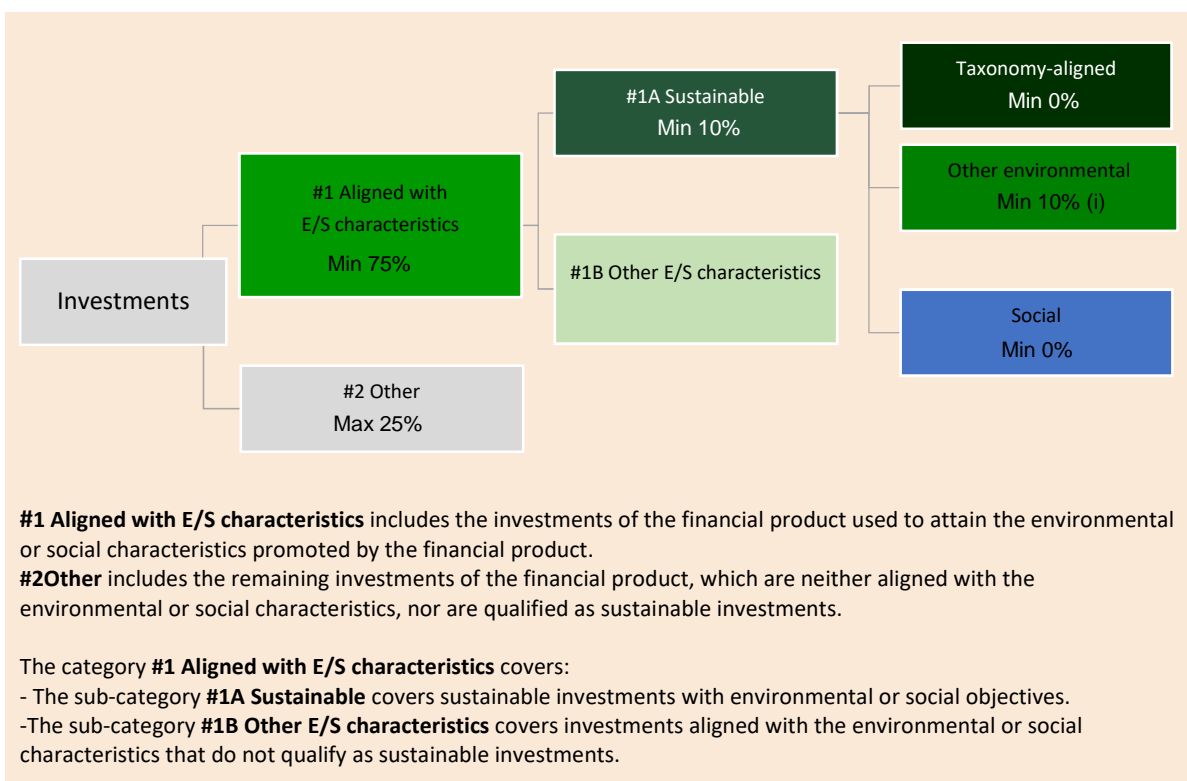 Investments
#1 Aligned with
E/S characteristics
Min 75%
#2 Other
Max 25%
#1A Sustainable
Min 10%
#1B Other E/S characteristics
Taxonomy-aligned
Min 0%
Other environmental
Min 10% (i)
Social
Min 0%
#1 Aligned with E/S characteristics includes the investments of the financial product used to attain the environmental
or social characteristics promoted by the financial product.
#2Other includes the remaining investments of the financial product, which are neither aligned with the
environmental or social characteristics, nor are qualified as sustainable investments.
The category #1 Aligned with E/S characteristics covers:
- The sub-category #1A Sustainable covers sustainable investments with environmental or social objectives.
-The sub-category #1B Other E/S characteristics covers investments aligned with the environmental or social
characteristics that do not qualify as sustainable investments.